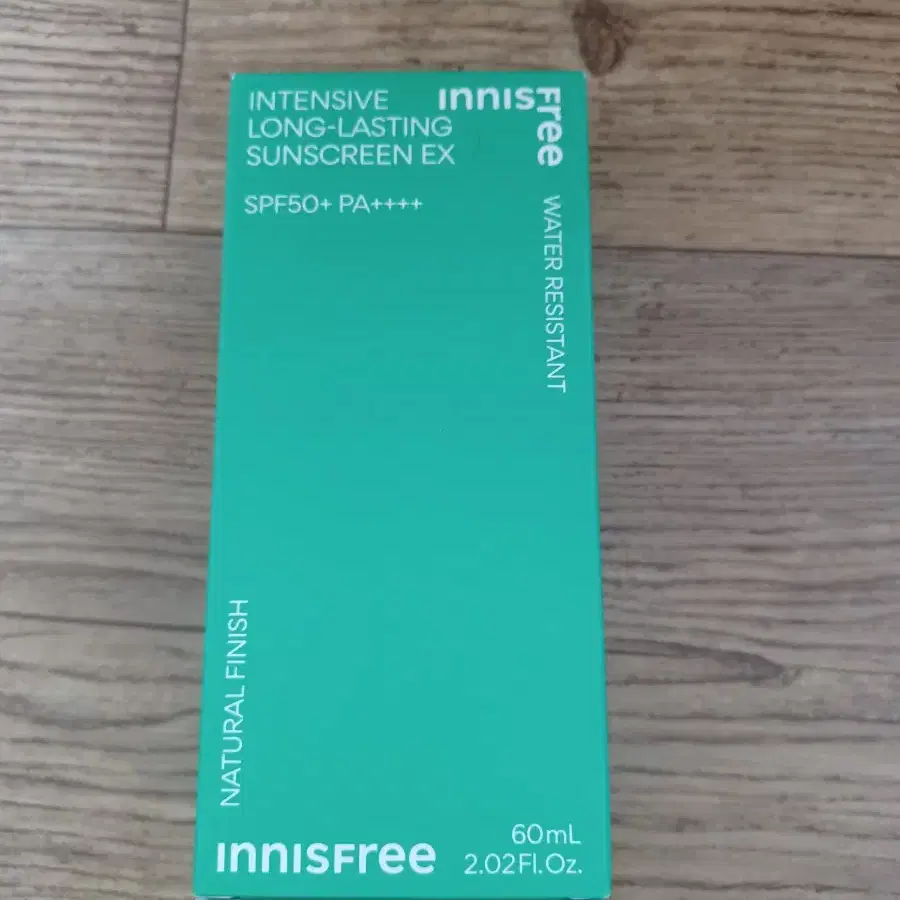 INTENSIVE
LONG-LASTING
SUNSCREEN EX
SPF50+ PA++++
innisFree
WATER RESISTANT
NATURAL FINISH
innisFree
60mL
2.02Fl.Oz.